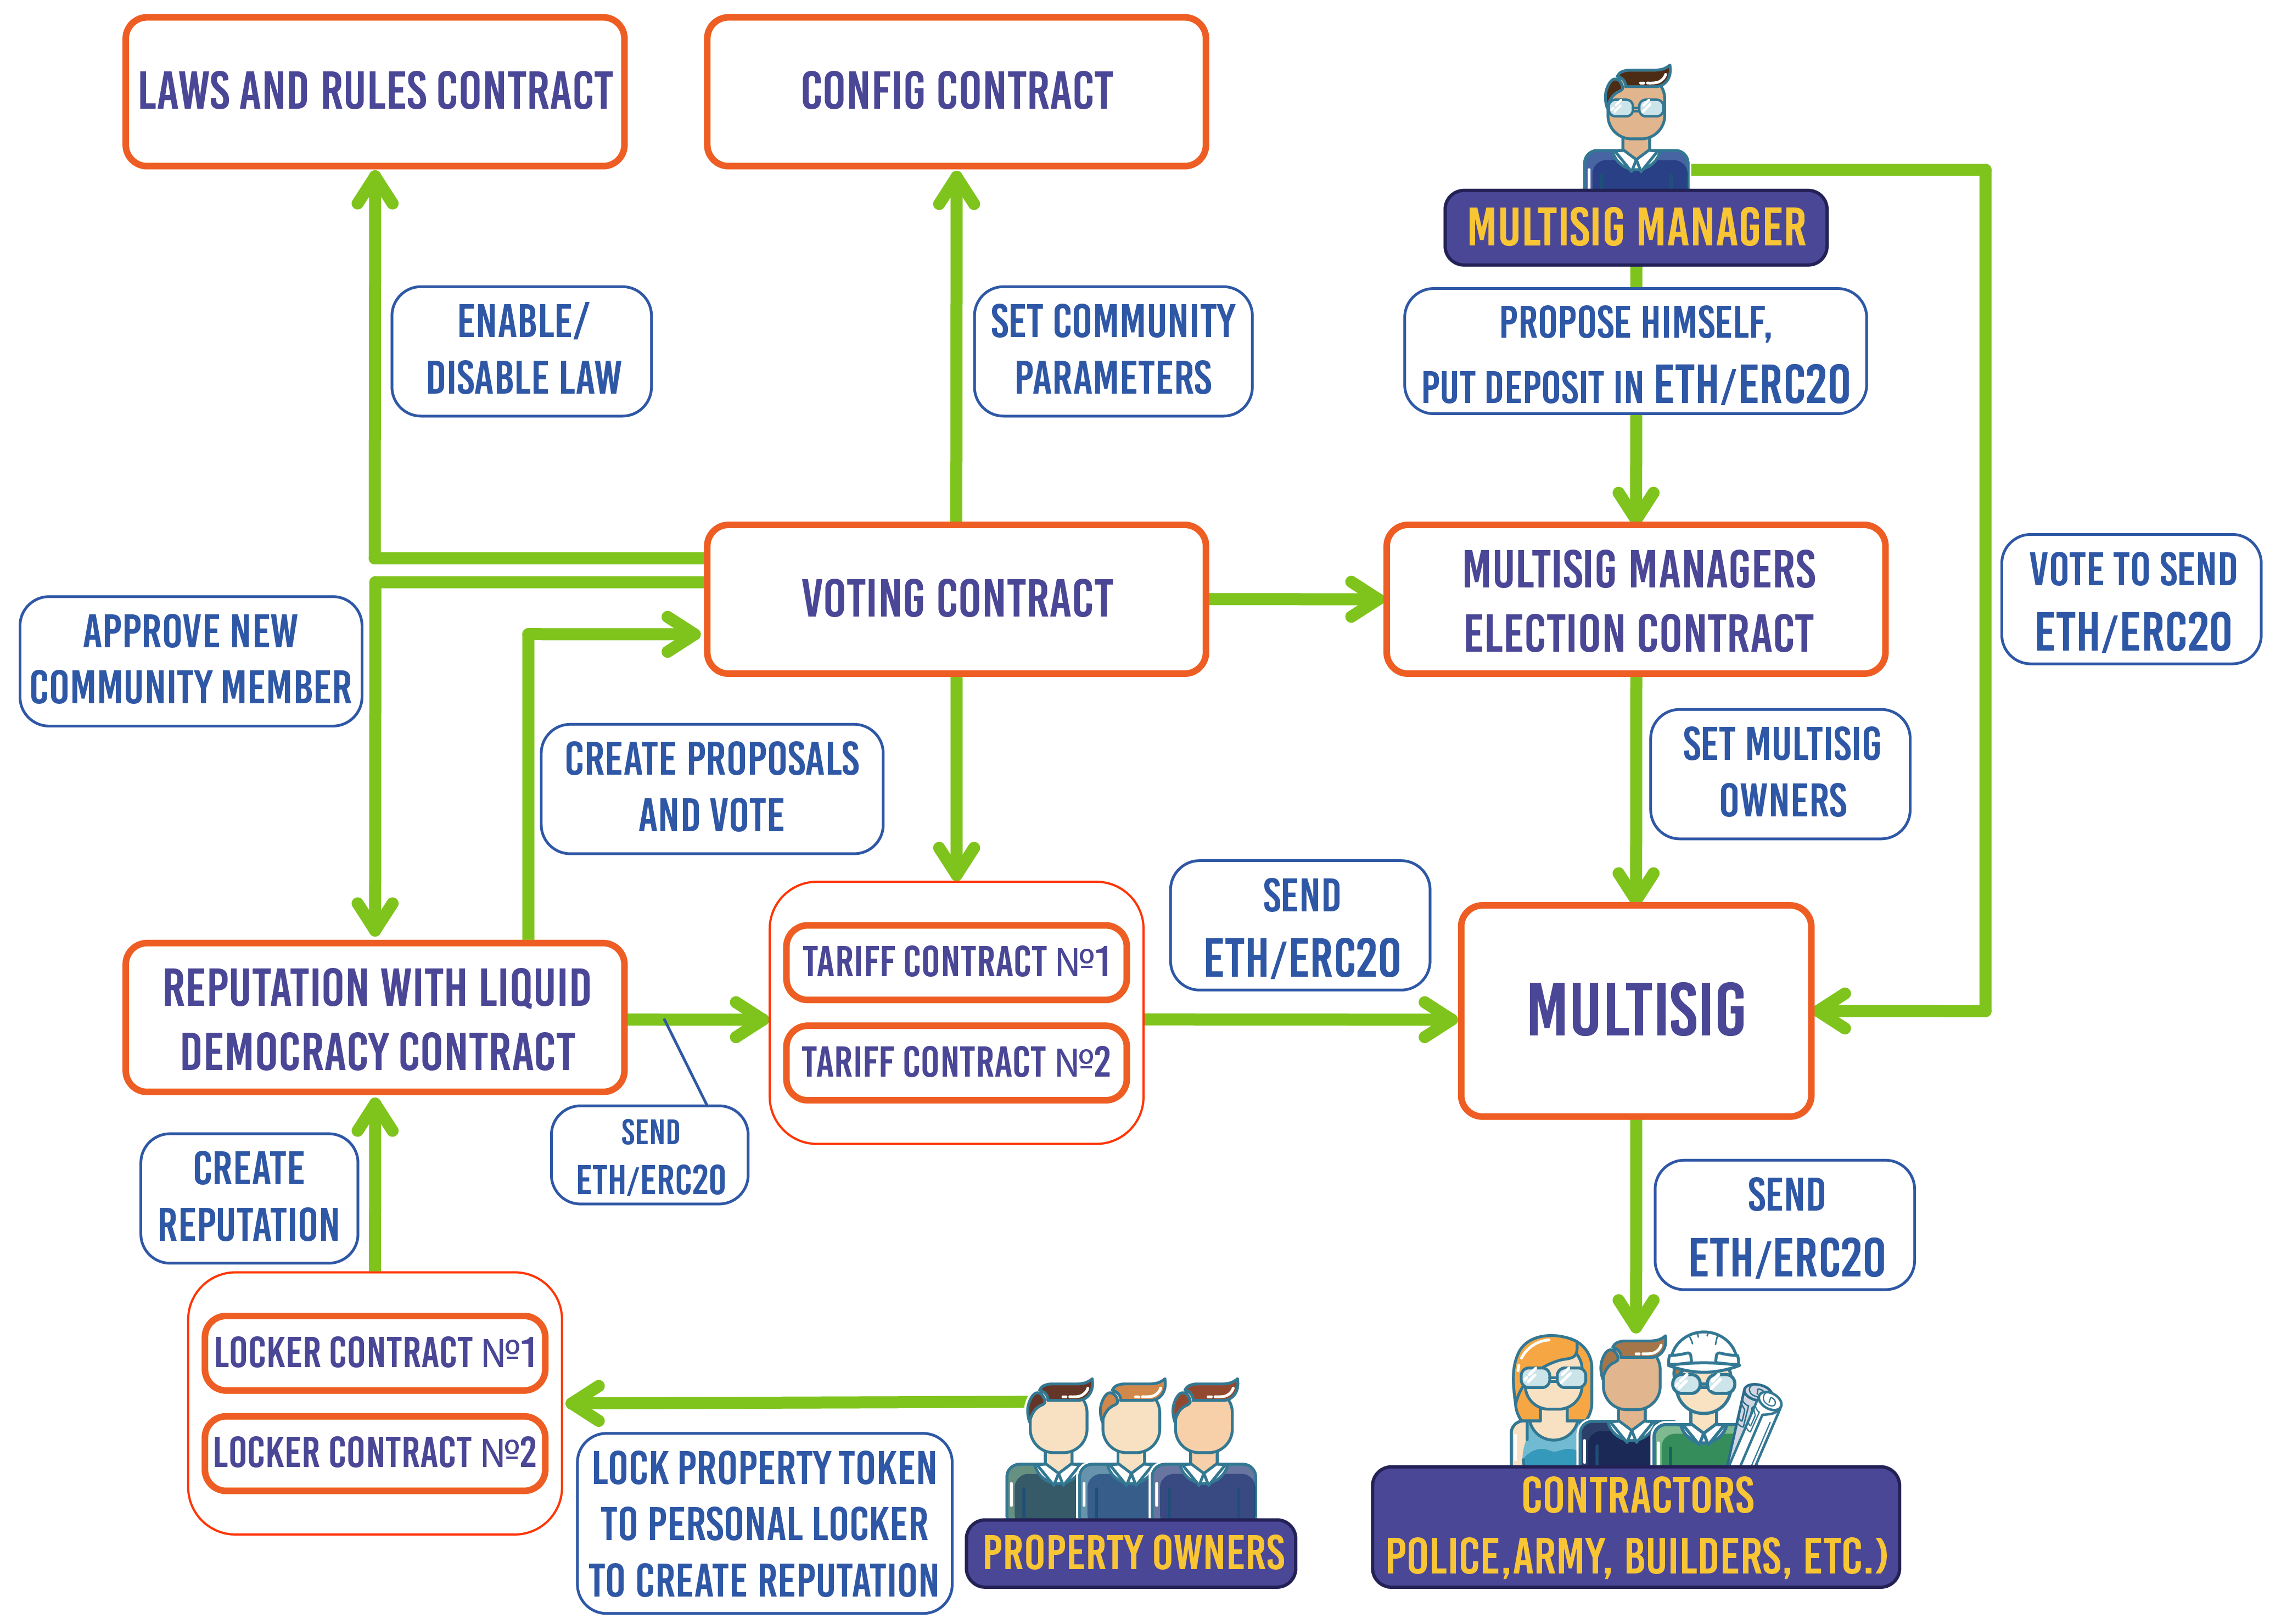 LAWS AND RULES CONTRACT
CONFIG CONTRACT
MULTISIG MANAGER
ENABLE/
DISABLE LAW
SET COMMUNITY
PARAMETERS
PROPOSE HIMSELF,
PUT DEPOSIT IN ETH/ERC20
VOTING CONTRACT
MULTISIG MANAGERS
ELECTION CONTRACT
VOTE TO SEND
ETH/ERC20
APPROVE NEW
COMMUNITY MEMBER
CREATE PROPOSALS
AND VOTE
SET MULTISIG
OWNERS
SEND
ETH/ERC20
REPUTATION WITH LIQUID
DEMOCRACY CONTRACT
TARIFF CONTRACT №1
TARIFF CONTRACT №2
MULTISIG
SEND
ETH/ERC20
CREATE
REPUTATION
SEND
ETH/ERC20
LOCKER CONTRACT №1
LOCKER CONTRACT №2
LOCK PROPERTY TOKEN
TO PERSONAL LOCKER
TO CREATE REPUTATION
PROPERTY OWNERS
CONTRACTORS
POLICE,ARMY, BUILDERS, ETC.)